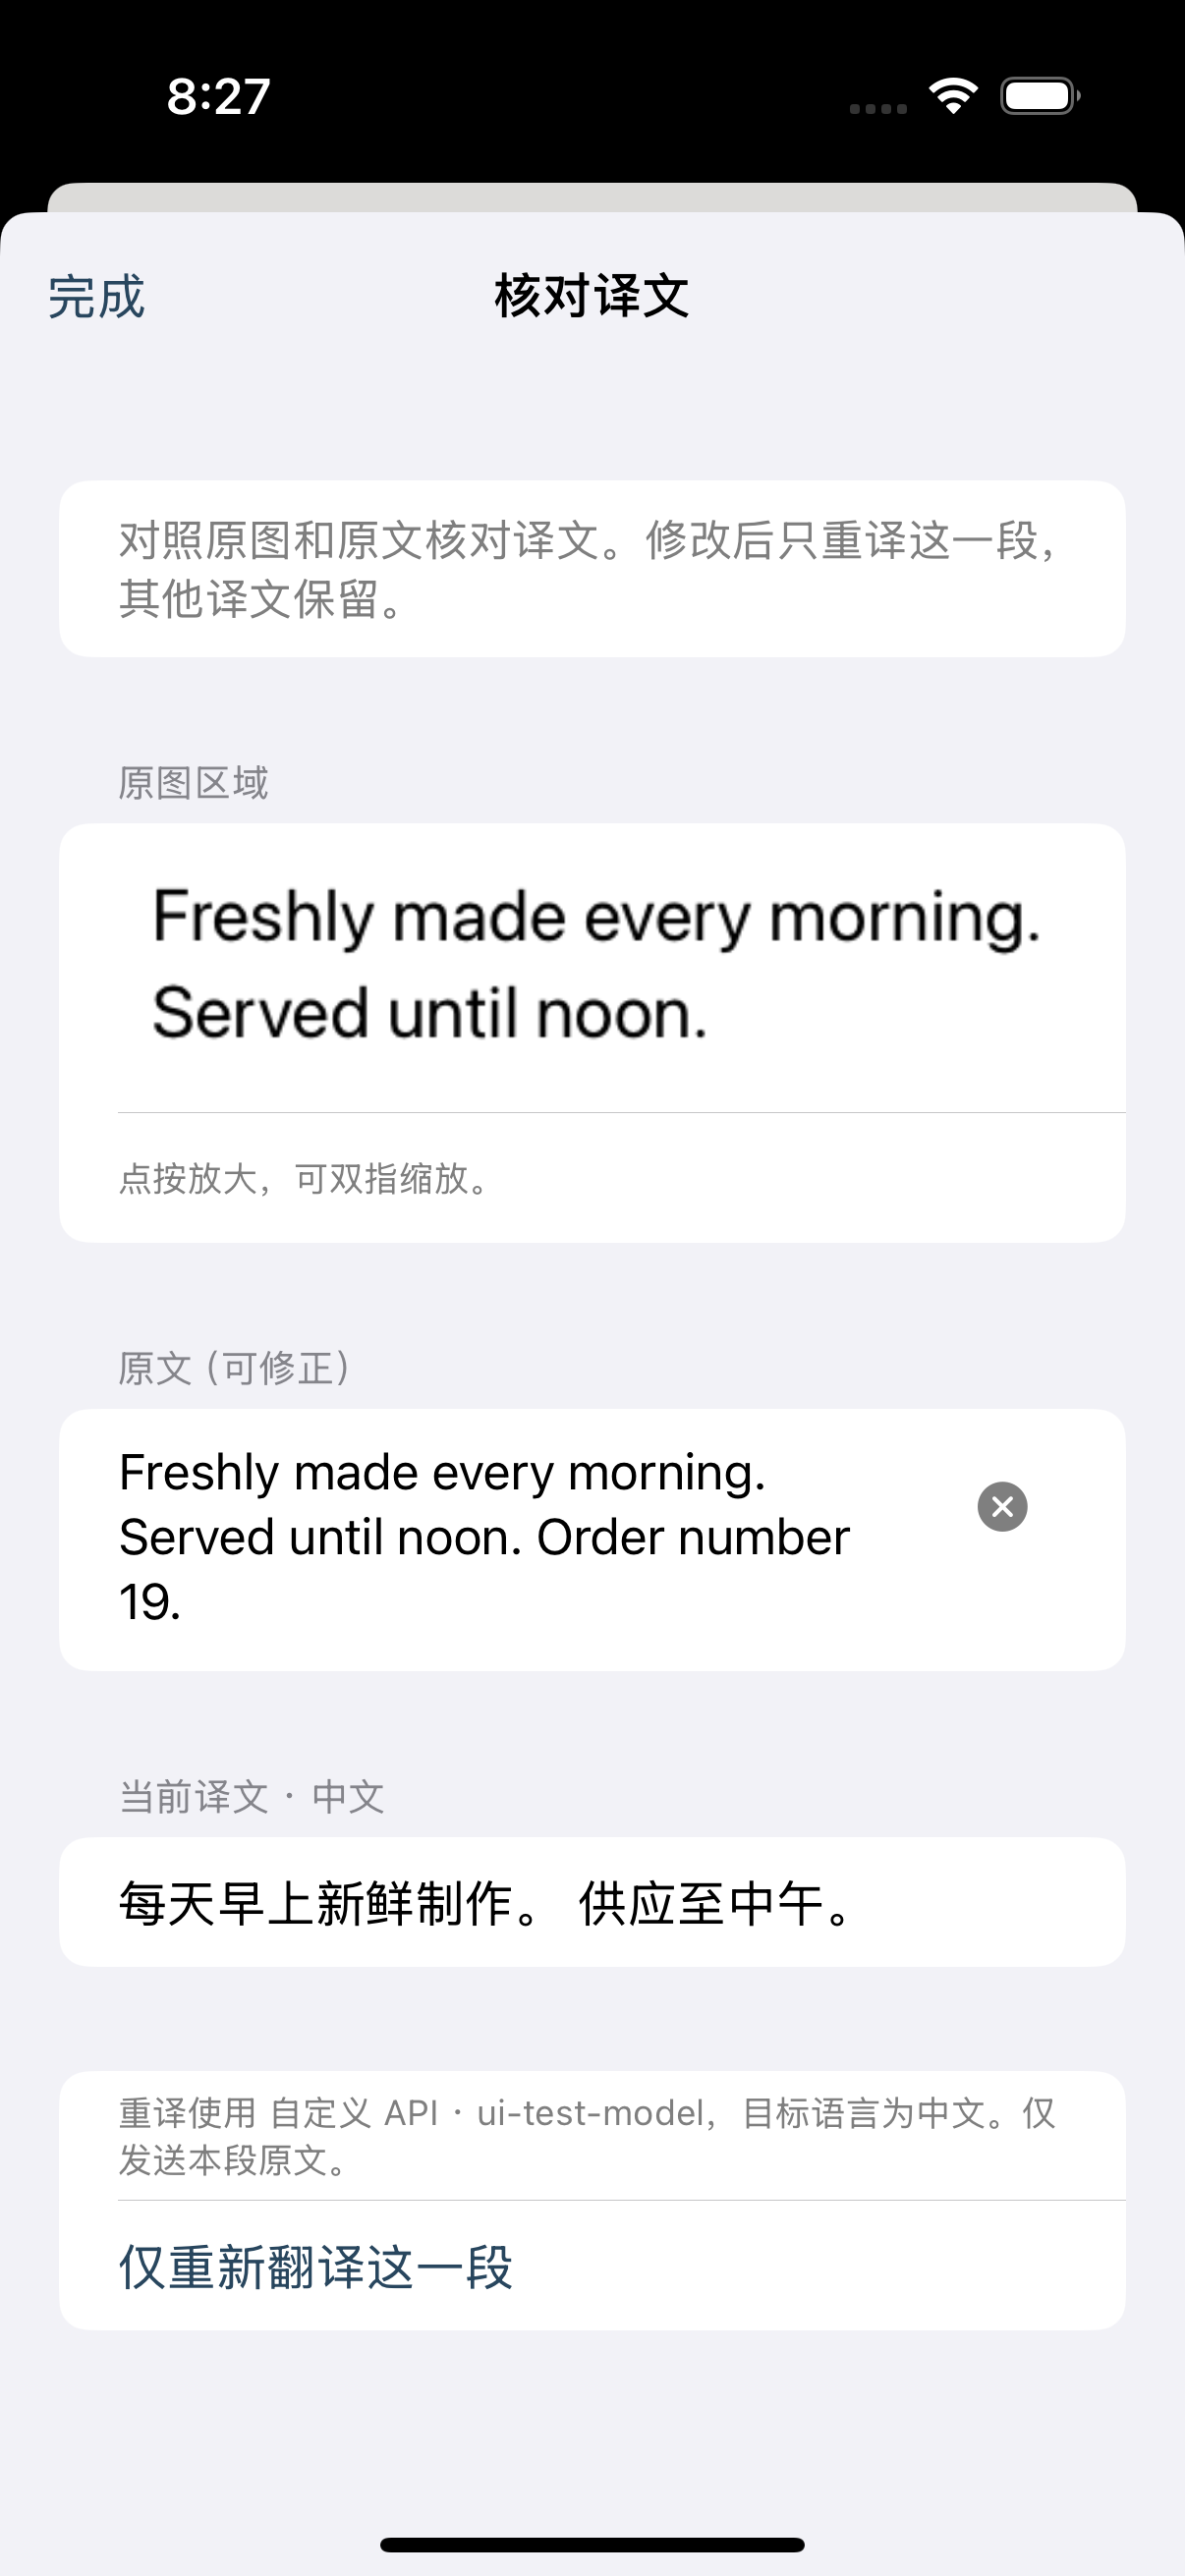 8:27
完成
核对译文
对照原图和原文核对译文。修改后只重译这一段，
其他译文保留。
原图区域
Freshly made every morning.
Served until noon.
点按放大，可双指缩放。
原文（可修正）
Freshly made every morning.
Served until noon. Order number
19.
当前译文 · 中文
每天早上新鲜制作。 供应至中午。
重译使用 自定义 API · ui-test-model，目标语言为中文。仅
发送本段原文。
仅重新翻译这一段